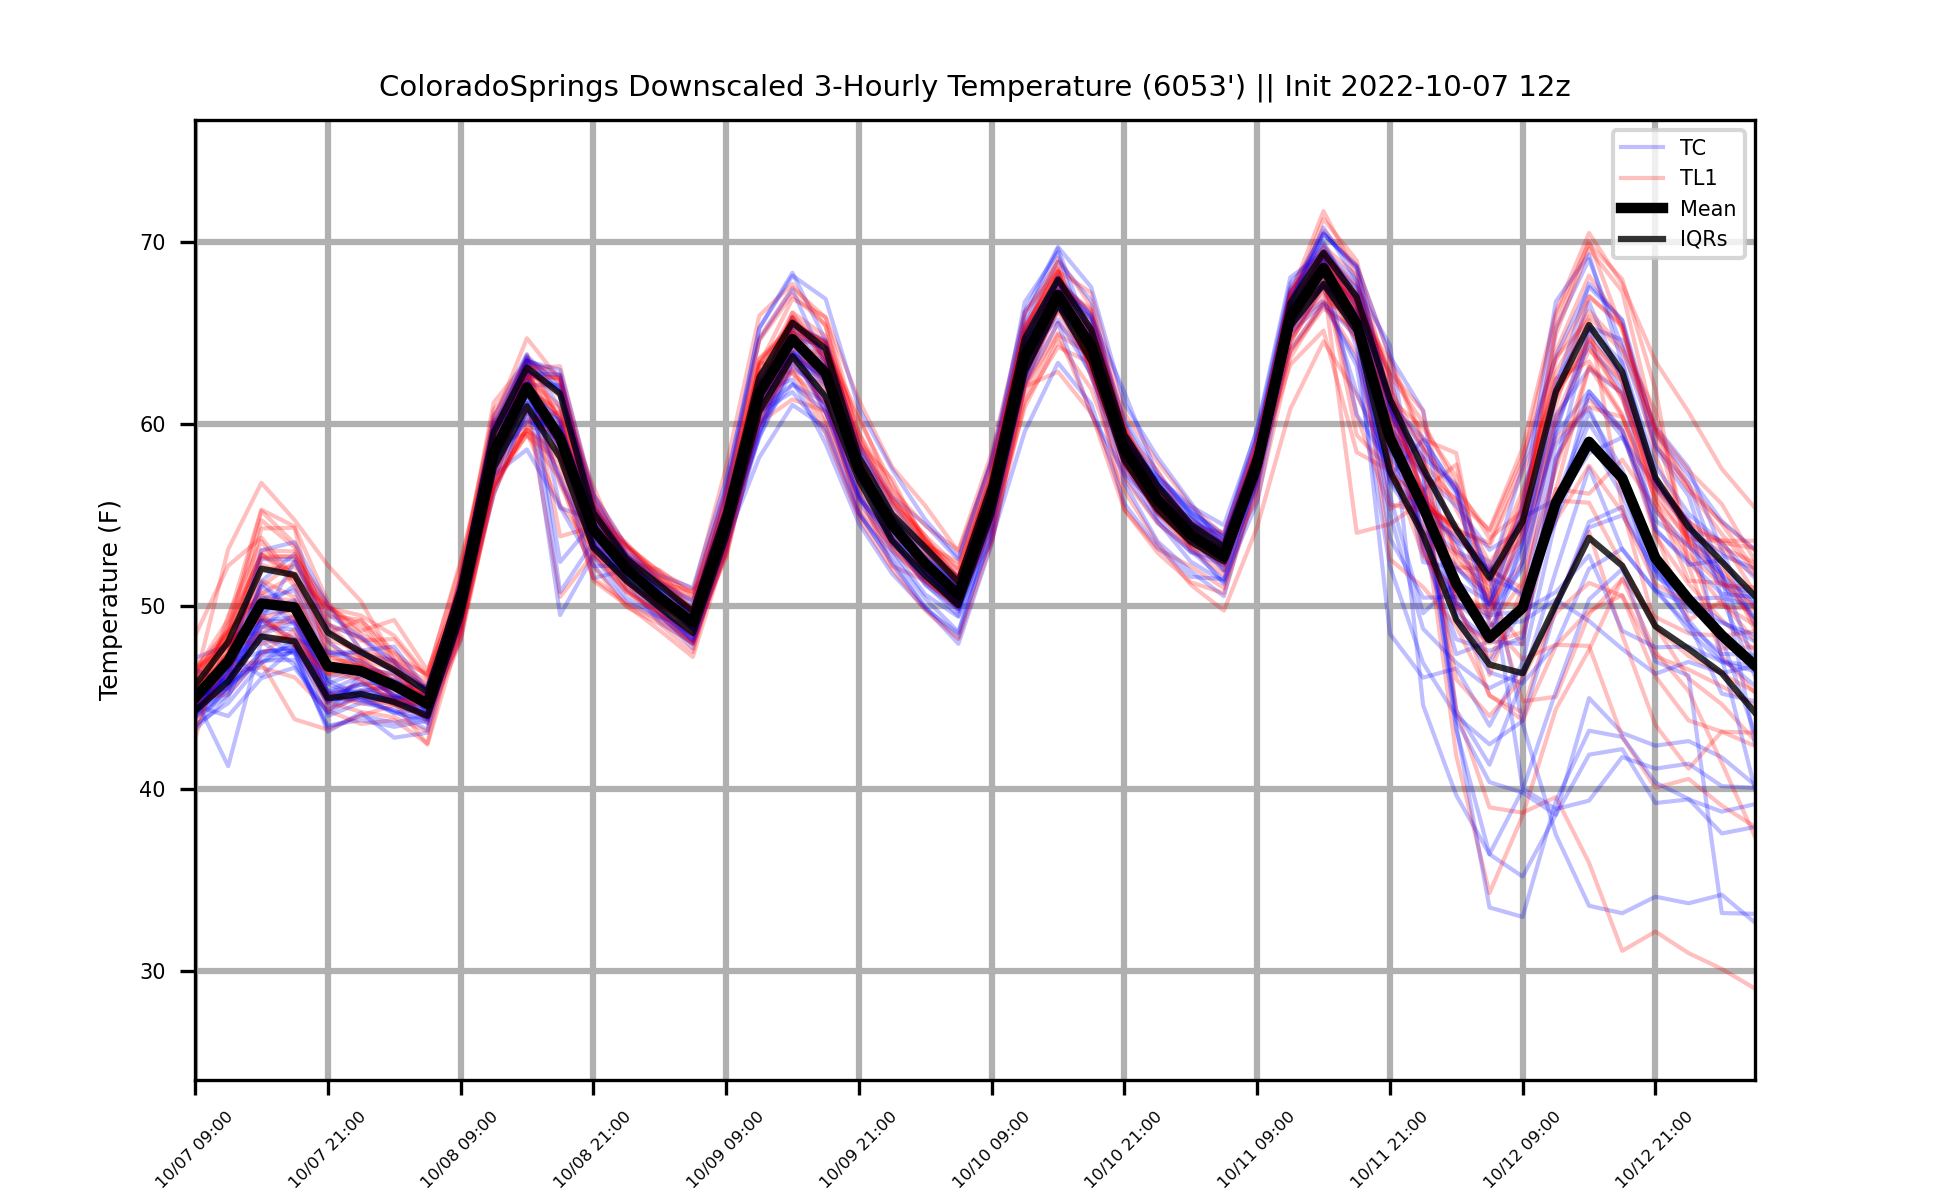 ColoradoSprings Downscaled 3-Hourly Temperature (6053') || Init 2022-10-07 12z
TC
TL1
Mean
IQRs
Temperature (F)
70
60
50
40
30
10/07 09:00
10/07 21:00
10/08 09:00
10/08 21:00
10/09 09:00
10/09 21:00
10/10 09:00
10/10 21:00
10/11 09:00
10/11 21:00
10/12 09:00
10/12 21:00